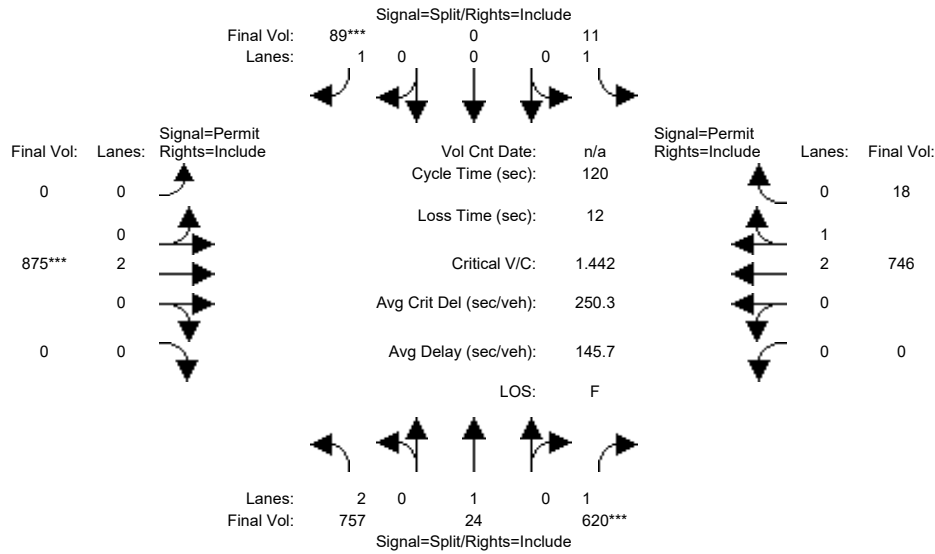 Signal=Split/Rights=Include
Final Vol: 89*** 0 11
Lanes: 1 0 0 0 1
Signal=Permit Signal=Permit
Final Vol: Lanes: Rights=Include Vol Cnt Date: n/a Rights=Include Lanes: Final Vol:
Cycle Time (sec): 120
0 0 0 18
Loss Time (sec): 12
0 1
875*** 2 Critical V/C: 1.442 2 746
0 Avg Crit Del (sec/veh): 250.3 0
0 0 Avg Delay (sec/veh): 145.7 0 0
LOS: F
Lanes: 2 0 1 0 1
Final Vol: 757 24 620***
Signal=Split/Rights=Include